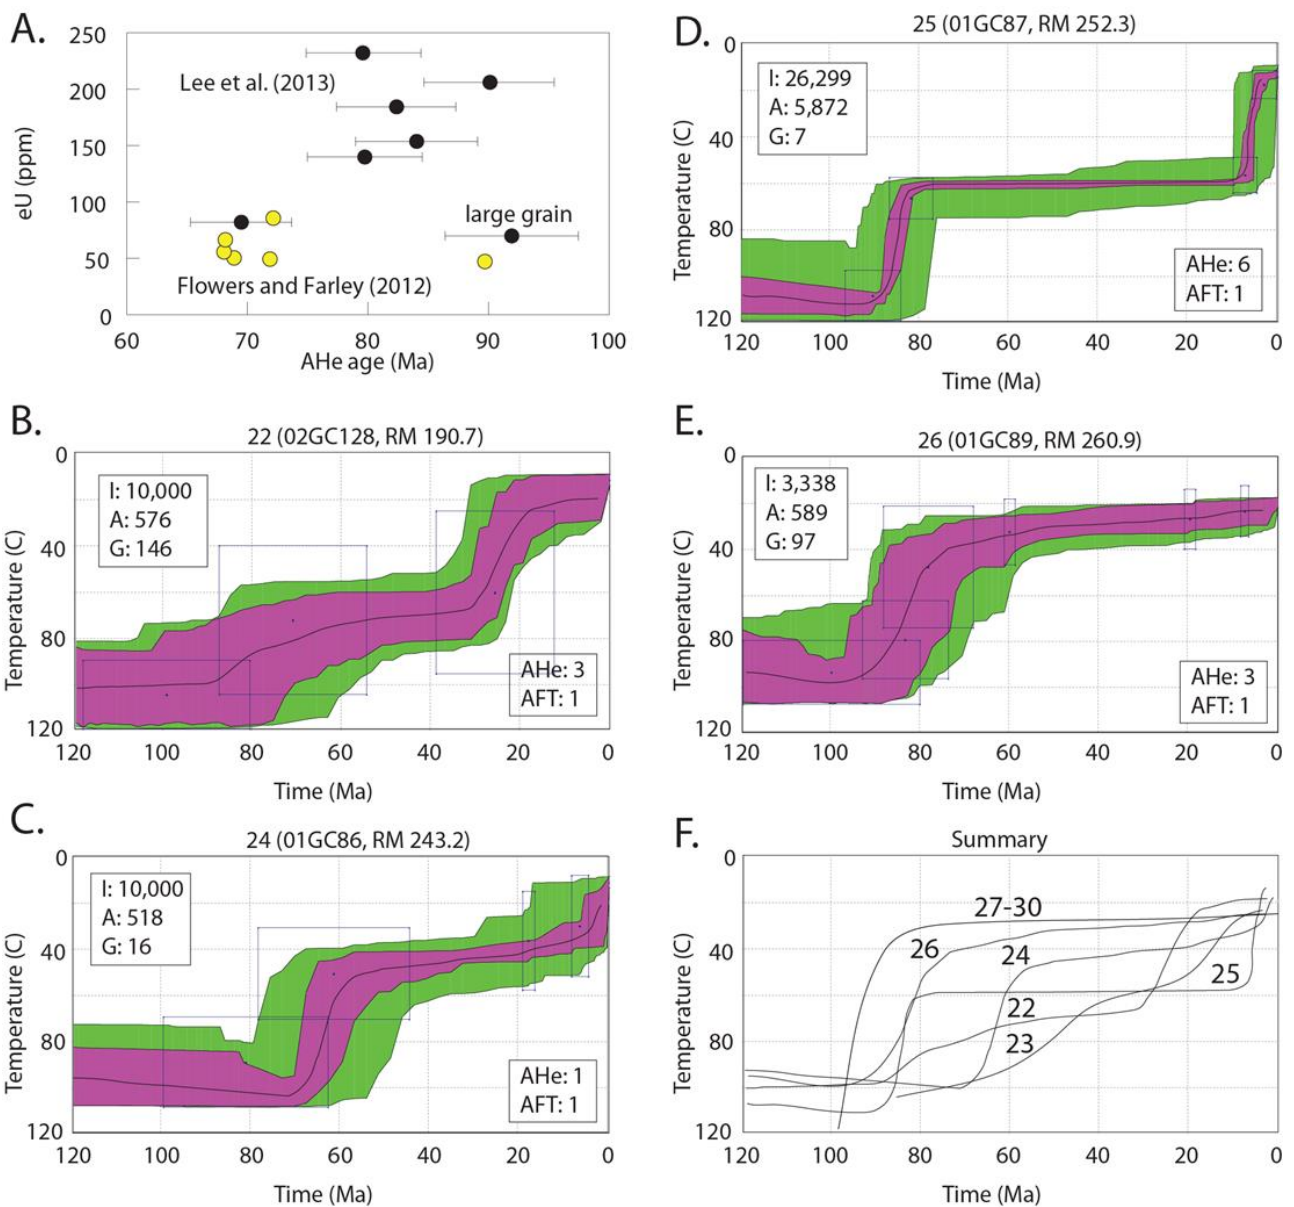 A.
250
200
150
100
50
0
eU (ppm)
Lee et al. (2013)
large grain
Flowers and Farley (2012)
60
70
80
90
100
AHe age (Ma)
B.
22 (02GC128, RM 190.7)
I: 10,000
A: 576
G: 146
AHe: 3
AFT: 1
0
40
80
120
Temperature (C)
120
100
80
60
40
20
0
Time (Ma)
C.
24 (01GC86, RM 243.2)
I: 10,000
A: 518
G: 16
AHe: 1
AFT: 1
0
40
80
120
Temperature (C)
120
100
80
60
40
20
0
Time (Ma)
D.
25 (01GC87, RM 252.3)
I: 26,299
A: 5,872
G: 7
AHe: 6
AFT: 1
0
40
80
120
Temperature (C)
120
100
80
60
40
20
0
Time (Ma)
E.
26 (01GC89, RM 260.9)
I: 3,338
A: 589
G: 97
AHe: 3
AFT: 1
0
40
80
120
Temperature (C)
120
100
80
60
40
20
0
Time (Ma)
F.
Summary
27-30
26
24
25
22
23
0
40
80
120
Temperature (C)
120
100
80
60
40
20
0
Time (Ma)